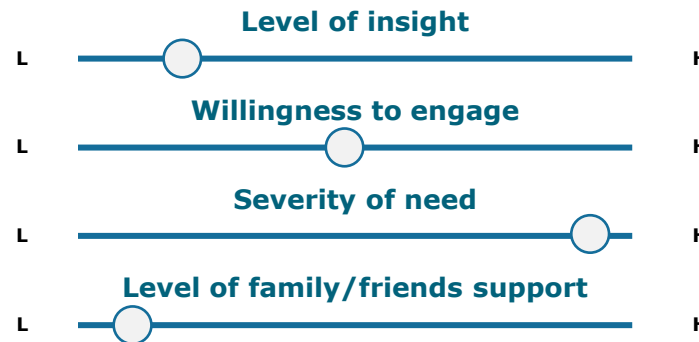 Level of insight
L H
Willingness to engage
L H
Severity of need
L H
Level of family/friends support
L H